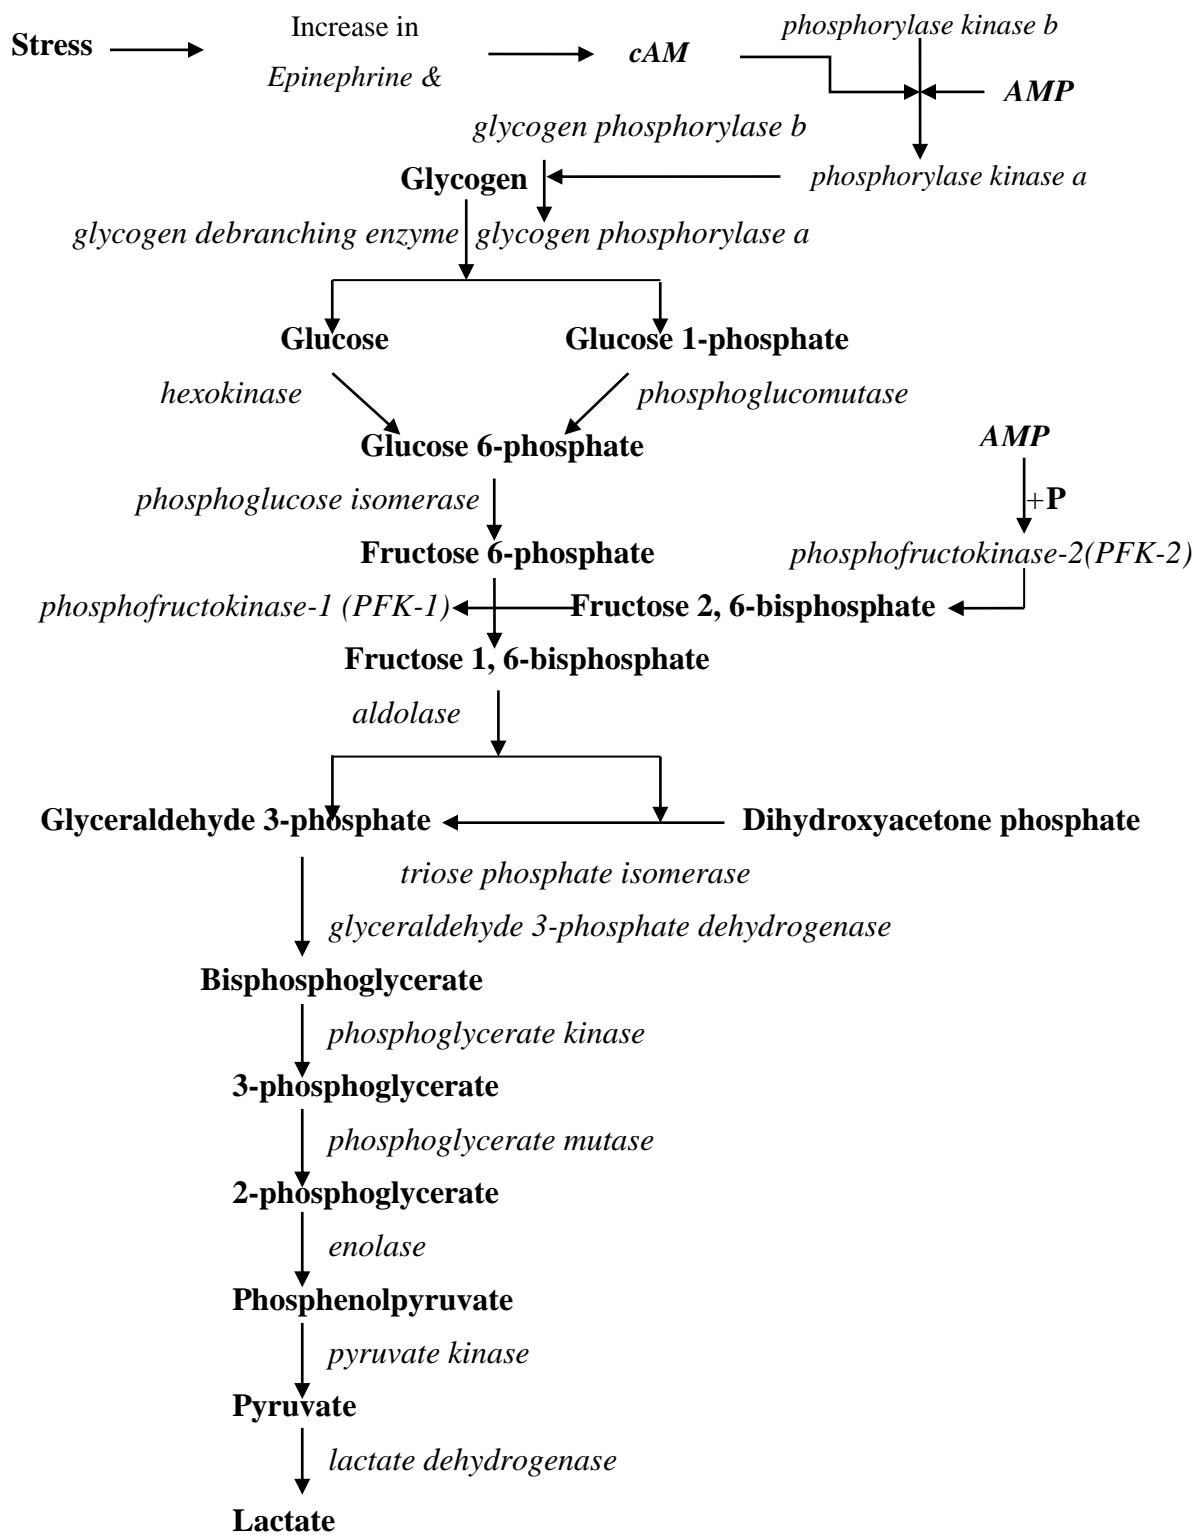 Stress
Increase in
Epinephrine &
cAM
phosphorylase kinase b
AMP
glycogen phosphorylase b
Glycogen
phosphorylase kinase a
glycogen debranching enzyme
glycogen phosphorylase a
Glucose
Glucose 1-phosphate
hexokinase
phosphoglucomutase
Glucose 6-phosphate
AMP
phosphoglucose isomerase
+P
Fructose 6-phosphate
phosphofructokinase-2(PFK-2)
phosphofructokinase-1 (PFK-1)
Fructose 2, 6-bisphosphate
Fructose 1, 6-bisphosphate
aldolase
Glyceraldehyde 3-phosphate
Dihydroxyacetone phosphate
triose phosphate isomerase
glyceraldehyde 3-phosphate dehydrogenase
Bisphosphoglycerate
phosphoglycerate kinase
3-phosphoglycerate
phosphoglycerate mutase
2-phosphoglycerate
enolase
Phosphenolpyruvate
pyruvate kinase
Pyruvate
lactate dehydrogenase
Lactate